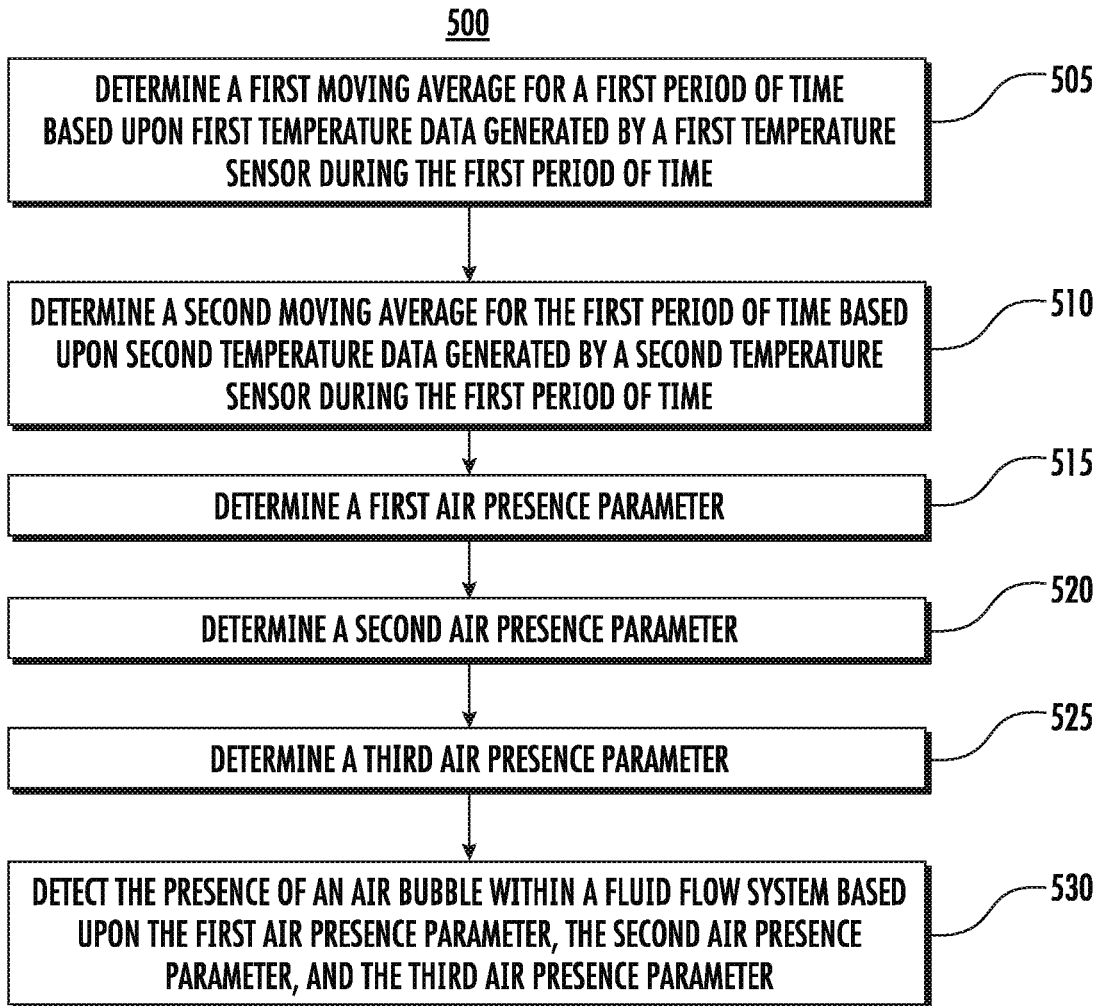 500
DETERMINE A FIRST MOVING AVERAGE FOR A FIRST PERIOD OF TIME
BASED UPON FIRST TEMPERATURE DATA GENERATED BY A FIRST TEMPERATURE
SENSOR DURING THE FIRST PERIOD OF TIME
505
DETERMINE A SECOND MOVING AVERAGE FOR THE FIRST PERIOD OF TIME BASED
UPON SECOND TEMPERATURE DATA GENERATED BY A SECOND TEMPERATURE
SENSOR DURING THE FIRST PERIOD OF TIME
510
DETERMINE A FIRST AIR PRESENCE PARAMETER
515
DETERMINE A SECOND AIR PRESENCE PARAMETER
520
DETERMINE A THIRD AIR PRESENCE PARAMETER
525
DETECT THE PRESENCE OF AN AIR BUBBLE WITHIN A FLUID FLOW SYSTEM BASED
UPON THE FIRST AIR PRESENCE PARAMETER, THE SECOND AIR PRESENCE
PARAMETER, AND THE THIRD AIR PRESENCE PARAMETER
530